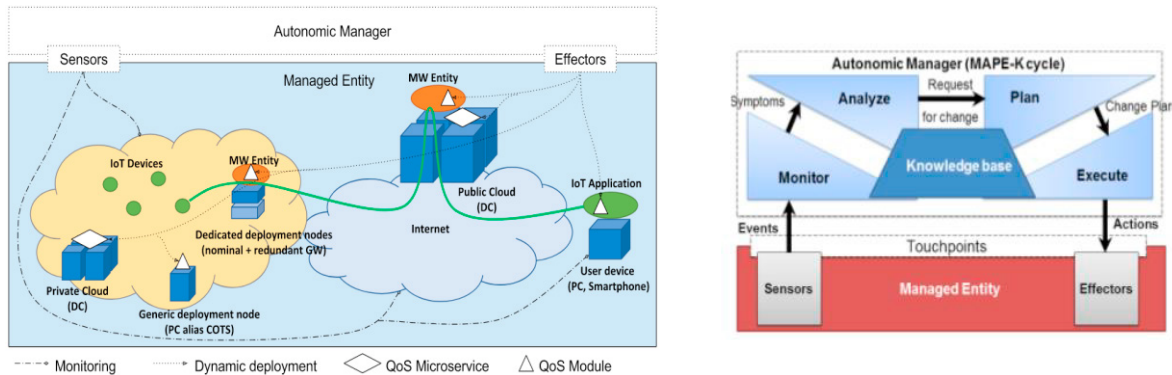 Autonomic Manager
Sensors
Effectors
Managed Entity
MW Entity
IoT Devices
MW Entity
Public Cloud
(DC)
IoT Application
Internet
Dedicated deployment nodes
(nominal + redundant GW)
User device
(PC, Smartphone)
Private Cloud
(DC)
Generic deployment node
(PC alias COTS)
Monitoring
Dynamic deployment
QoS Microservice
QoS Module
Autonomic Manager (MAPE-K cycle)
Symptoms
Analyze
Request
for change
Plan
Change Plan
Knowledge base
Monitor
Execute
Events
Actions
Touchpoints
Sensors
Managed Entity
Effectors